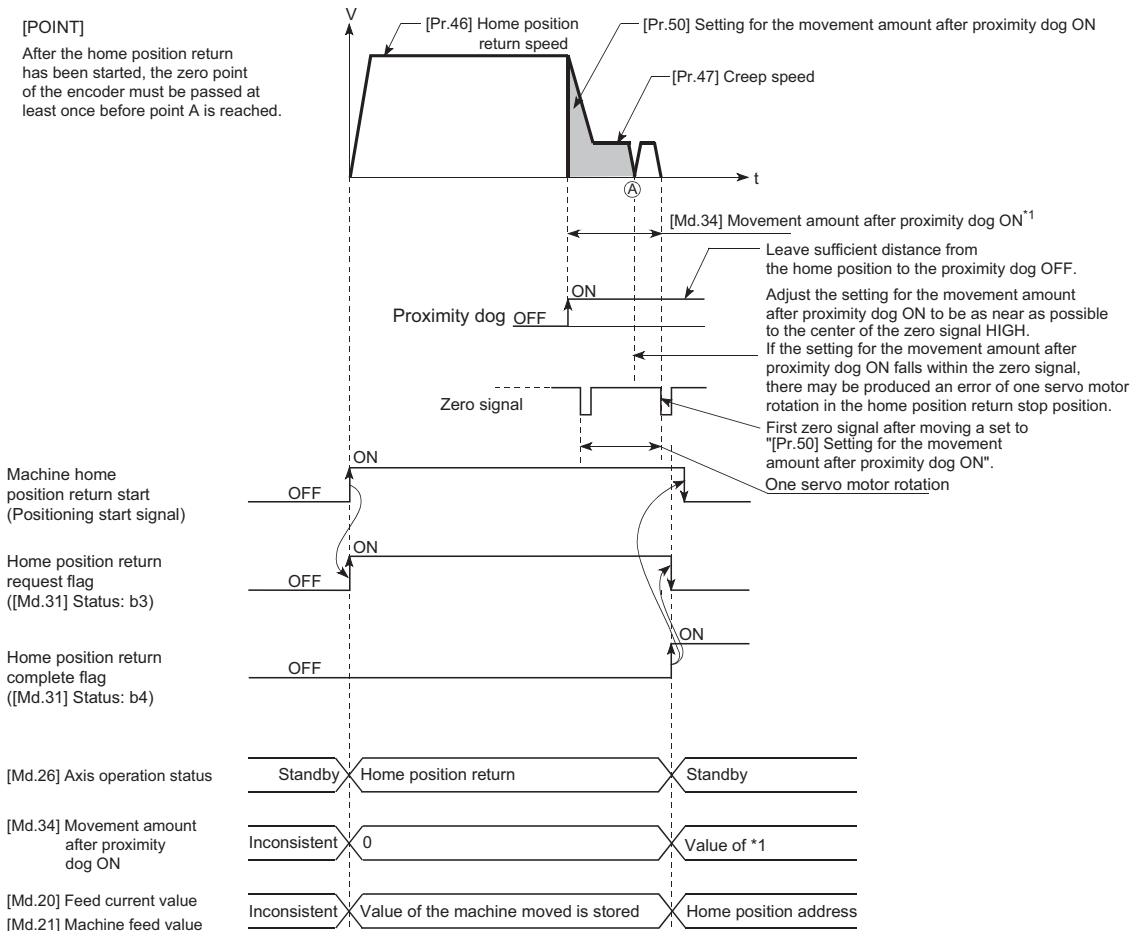 [POINT]
After the home position return
has been started, the zero point
of the encoder must be passed at
least once before point A is reached.
V
[Pr.46] Home position
return speed
[Pr.50] Setting for the movement amount after proximity dog ON
[Pr.47] Creep speed
t
A
[Md.34] Movement amount after proximity dog ON*1
Leave sufficient distance from
the home position to the proximity dog OFF.
ON
Proximity dog OFF
Adjust the setting for the movement amount
after proximity dog ON to be as near as possible
to the center of the zero signal HIGH.
If the setting for the movement amount after
proximity dog ON falls within the zero signal,
there may be produced an error of one servo motor
rotation in the home position return stop position.
Zero signal
First zero signal after moving a set to
"[Pr.50] Setting for the movement
amount after proximity dog ON".
One servo motor rotation
Machine home
position return start
(Positioning start signal)
OFF
ON
Home position return
request flag
([Md.31] Status: b3)
OFF
ON
Home position return
complete flag
([Md.31] Status: b4)
OFF
ON
[Md.26] Axis operation status
Standby
Home position return
Standby
[Md.34] Movement amount
after proximity
dog ON
Inconsistent
0
Value of *1
[Md.20] Feed current value
[Md.21] Machine feed value
Inconsistent
Value of the machine moved is stored
Home position address